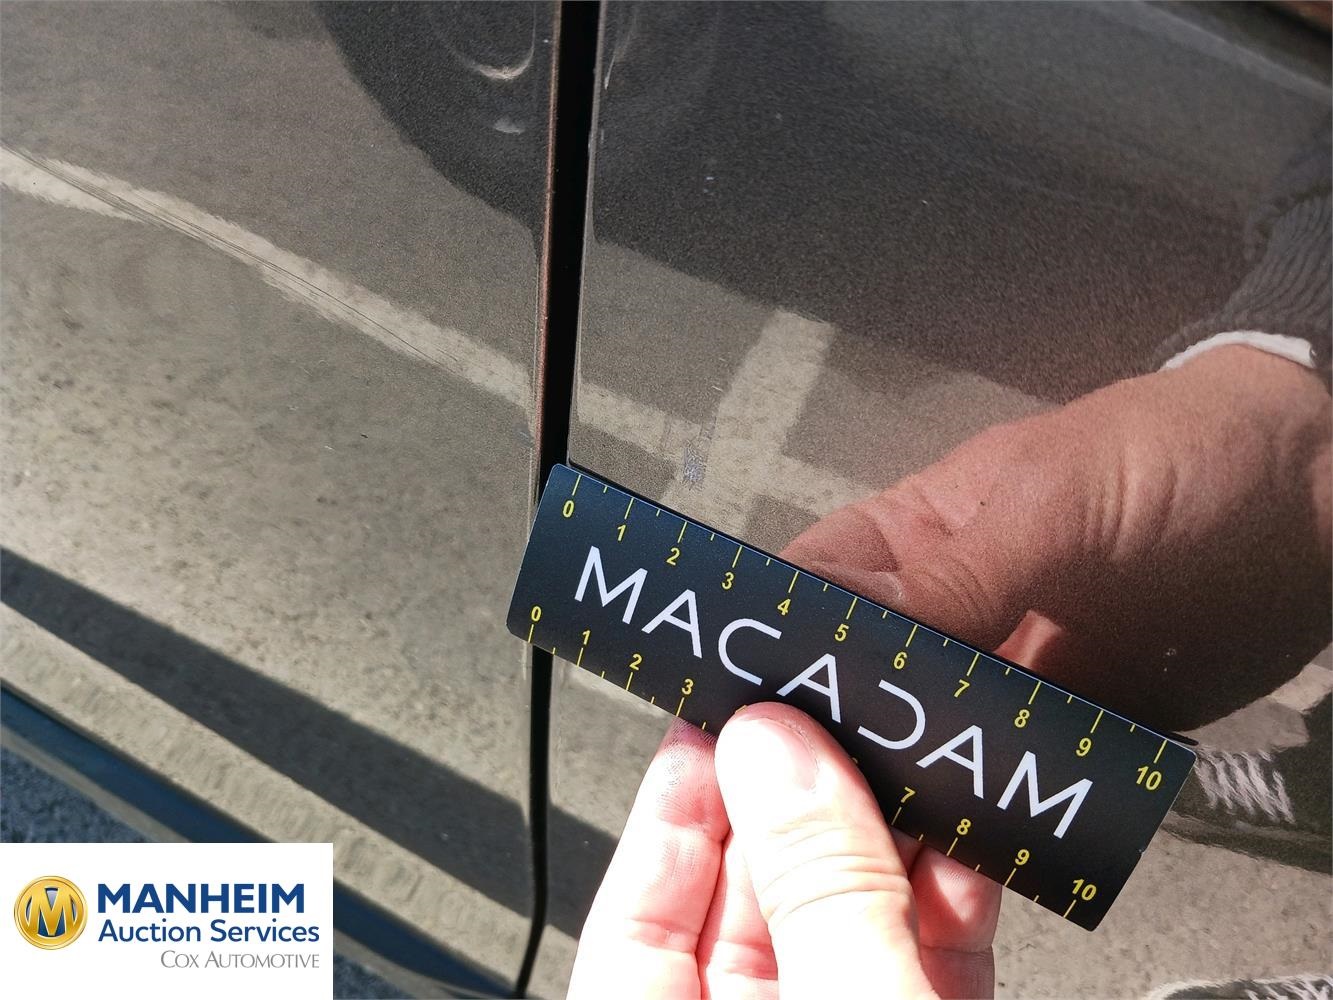 0 1 2 3 4 5 6 7 8 9 10
MACADAM
0 1 2 3 7 8 9 10
MANHEIM
Auction Services
COX AUTOMOTIVE